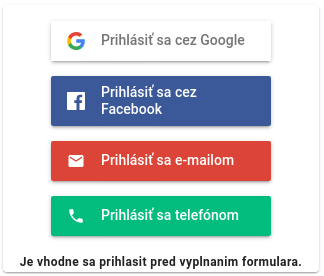 Prihlásiť sa cez Google
Prihlásiť sa cez
Facebook
Prihlásiť sa e-mailom
Prihlásiť sa telefónom
Je vhodne sa prihlasit pred vyplnanim formulara.